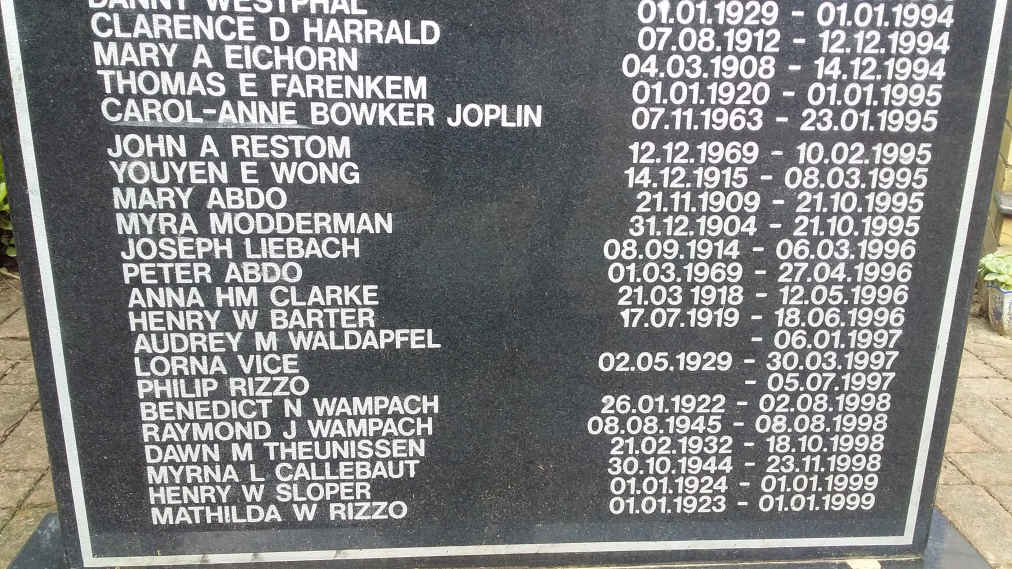 DANNY WESTPHAL 01.01.1929 - 01.01.1994
CLARENCE D HARRALD 07.08.1912 - 12.12.1994
MARY A EICHORN 04.03.1908 - 14.12.1994
THOMAS E FARENKEM 01.01.1920 - 01.01.1995
CAROL-ANNE BOWKER JOPLIN 07.11.1963 - 23.01.1995
JOHN A RESTOM 12.12.1969 - 10.02.1995
YOUYEN E WONG 14.12.1915 - 08.03.1995
MARY ABDO 21.11.1909 - 21.10.1995
MYRA MODDERMAN 31.12.1904 - 21.10.1995
JOSEPH LIEBACH 08.09.1914 - 06.03.1996
PETER ABDO 01.03.1969 - 27.04.1996
ANNA HM CLARKE 21.03 1918 - 12.05.1996
HENRY W BARTER 17.07.1919 - 18.06.1996
AUDREY M WALDAPFEL - 06.01.1997
LORNA VICE 02.05.1929 - 30.03.1997
PHILIP RIZZO - 05.07.1997
BENEDICT N WAMPACH 26.01.1922 - 02.08.1998
RAYMOND J WAMPACH 08.08.1945 - 08.08.1998
DAWN M THEUNISSEN 21.02.1932 - 18.10.1998
MYRNA L CALLEBAUT 30.10.1944 - 23.11.1998
HENRY W SLOPER 01.01.1924 - 01.01.1999
MATHILDA W RIZZO 01.01.1923 - 01.01.1999